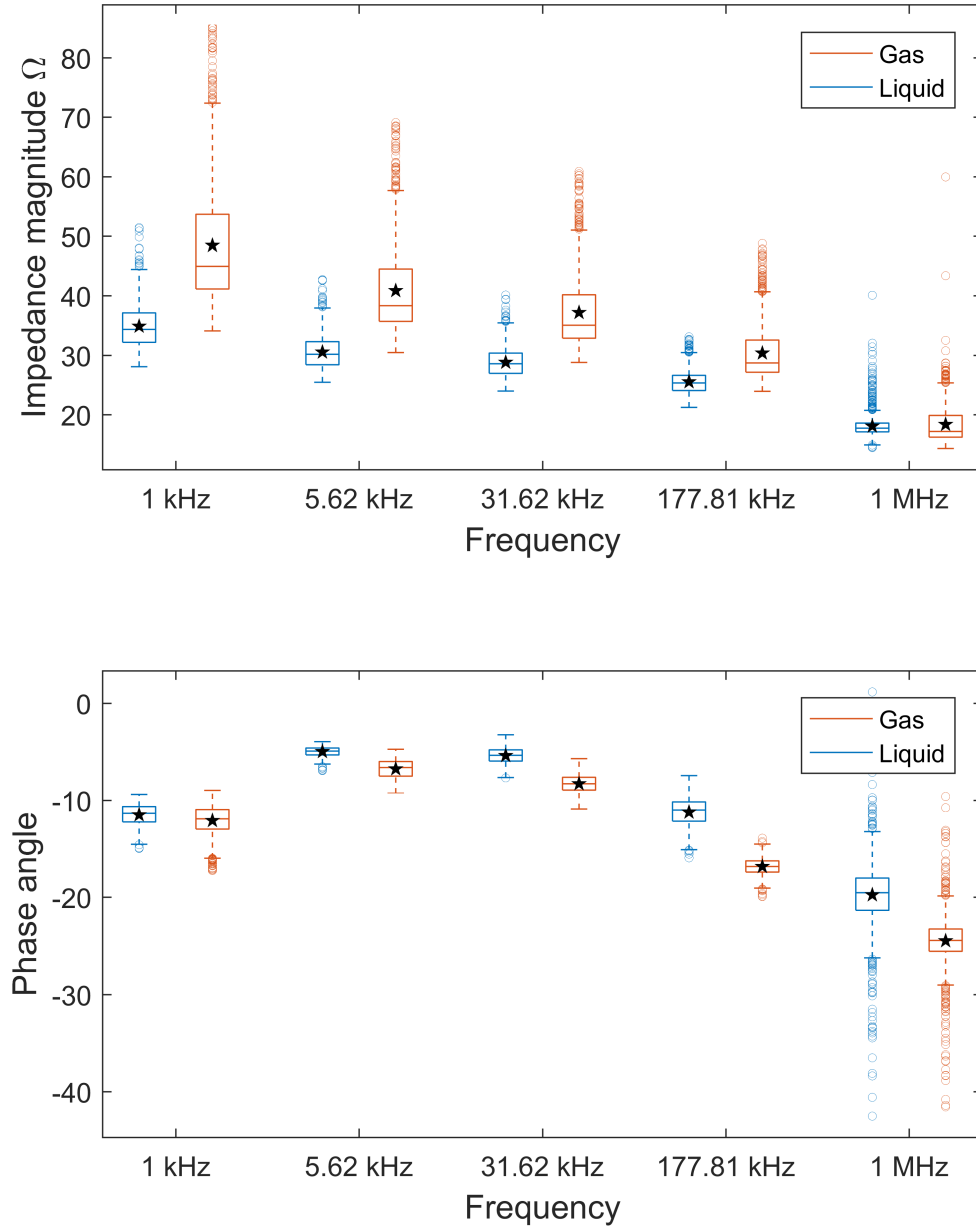 Impedance magnitude Ω
80
70
60
50
40
30
20
Gas
Liquid
1 kHz 5.62 kHz 31.62 kHz 177.81 kHz 1 MHz
Frequency
Phase angle
0
-10
-20
-30
-40
Gas
Liquid
1 kHz 5.62 kHz 31.62 kHz 177.81 kHz 1 MHz
Frequency